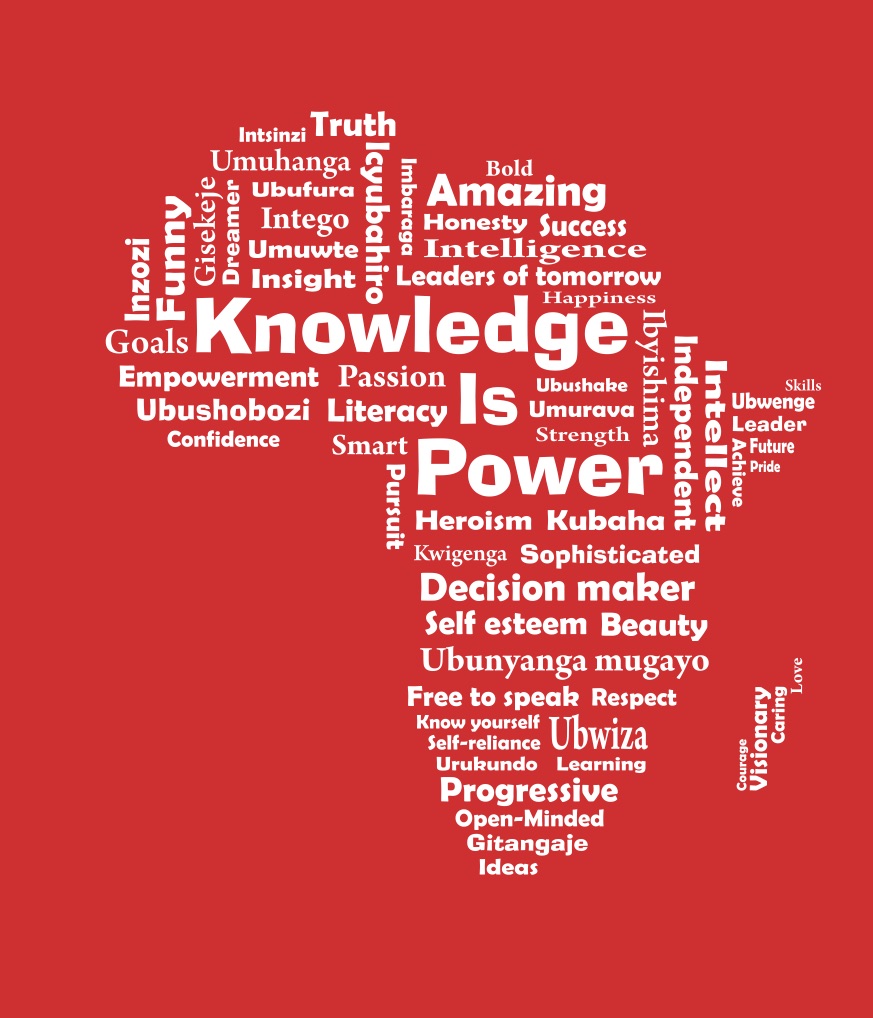 Truth
Intsinzi
Umuhanga
Icyubahiro
Imbaraga
Bold
Amazing
Ubufura
Gisekeje
Dreamer
Funny
Inzozi
Intego
Honesty
Success
Umuwte
Intelligence
Insight
Leaders of tomorrow
Happiness
Goals
Knowledge
Ibyishima
Independent
Intellect
Empowerment
Passion
Is
Ubushake
Skills
Ubwenge
Ubushobozi
Literacy
Umurava
Leader
Confidence
Smart
Strength
Achieve
Future
Pride
Power
Pursuit
Heroism
Kubaha
Kwigenga
Sophisticated
Decision maker
Self esteem
Beauty
Ubunyanga mugayo
Free to speak
Respect
Know yourself
Ubwiza
Self-reliance
Urukundo
Learning
Love
Caring
Visionary
Courage
Progressive
Open-Minded
Gitangaje
Ideas